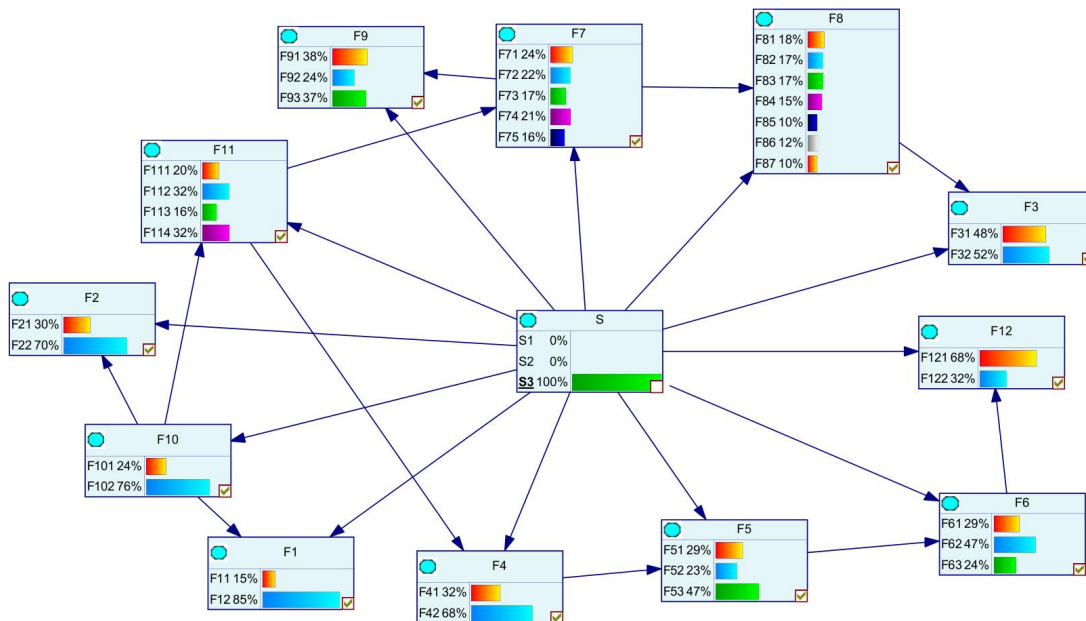 F9
F91 38%
F92 24%
F93 37%
F7
F71 24%
F72 22%
F73 17%
F74 21%
F75 16%
F8
F81 18%
F82 17%
F83 17%
F84 15%
F85 10%
F86 12%
F87 10%
F11
F111 20%
F112 32%
F113 16%
F114 32%
F3
F31 48%
F32 52%
F2
F21 30%
F22 70%
S
S1 0%
S2 0%
S3 100%
F12
F121 68%
F122 32%
F10
F101 24%
F102 76%
F1
F11 15%
F12 85%
F4
F41 32%
F42 68%
F5
F51 29%
F52 23%
F53 47%
F6
F61 29%
F62 47%
F63 24%